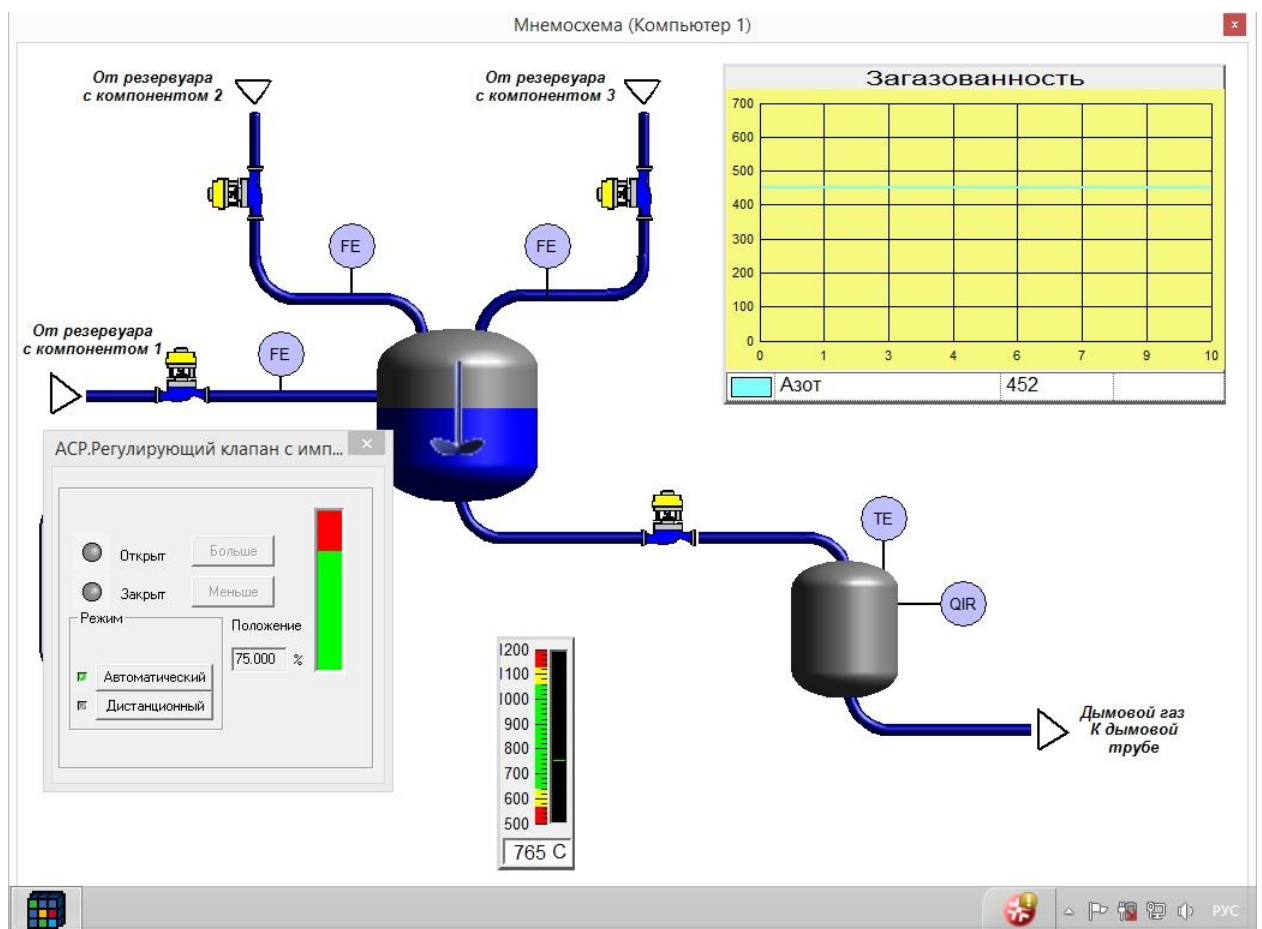 Мнемосхема (Компьютер 1)
x
От резервуара
с компонентом 2
От резервуара
с компонентом 3
Загазованность
700
600
500
400
300
200
100
0
0 1 3 4 6 7 9 10
Азот 452
FE
FE
От резервуара
с компонентом 1
FE
АСР.Регулирующий клапан с имп...
Открыт Больше
Закрыт Меньше
Режим
Положение
75.000 %
Автоматический
Дистанционный
TE
QIR
1200
1100
1000
900
800
700
600
500
765 C
Дымовой газ
К дымовой
трубе
РУС